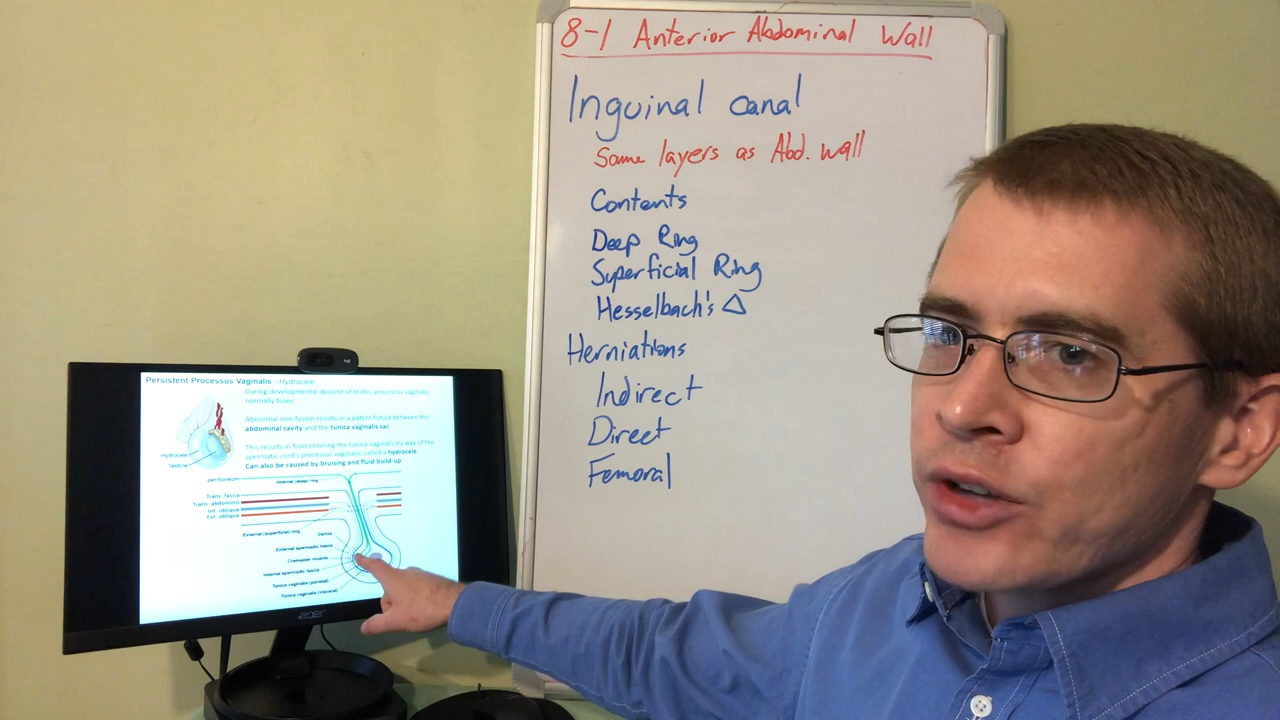 8-1 Anterior Abdominal Wall
Inguinal canal
Same layers as Abd. wall
Contents
Deep Ring
Superficial Ring
Hesselbach's △
Herniations
Indirect
Direct
Femoral
Persistent Processus Vaginalis - Hydrocele
During developmental descent of testes, processus vaginalis
normally fuses
Abnormal non-fusion results in a patent fistula between the
abdominal cavity and the tunica vaginalis sac
This results in fluid entering the tunica vaginalis by way of the
spermatic cord's processus vaginalis, called a hydrocele
Can also be caused by bruising and fluid build-up
Hydrocele
Testicle
peritoneum
Internal (deep) ring
Trans. fascia
Trans. abdominis
Int. oblique
Ext. oblique
External (superficial) ring
Dartos
External spermatic fascia
Cremaster muscle
Internal spermatic fascia
Tunica vaginalis (parietal)
Tunica vaginalis (visceral)
acer